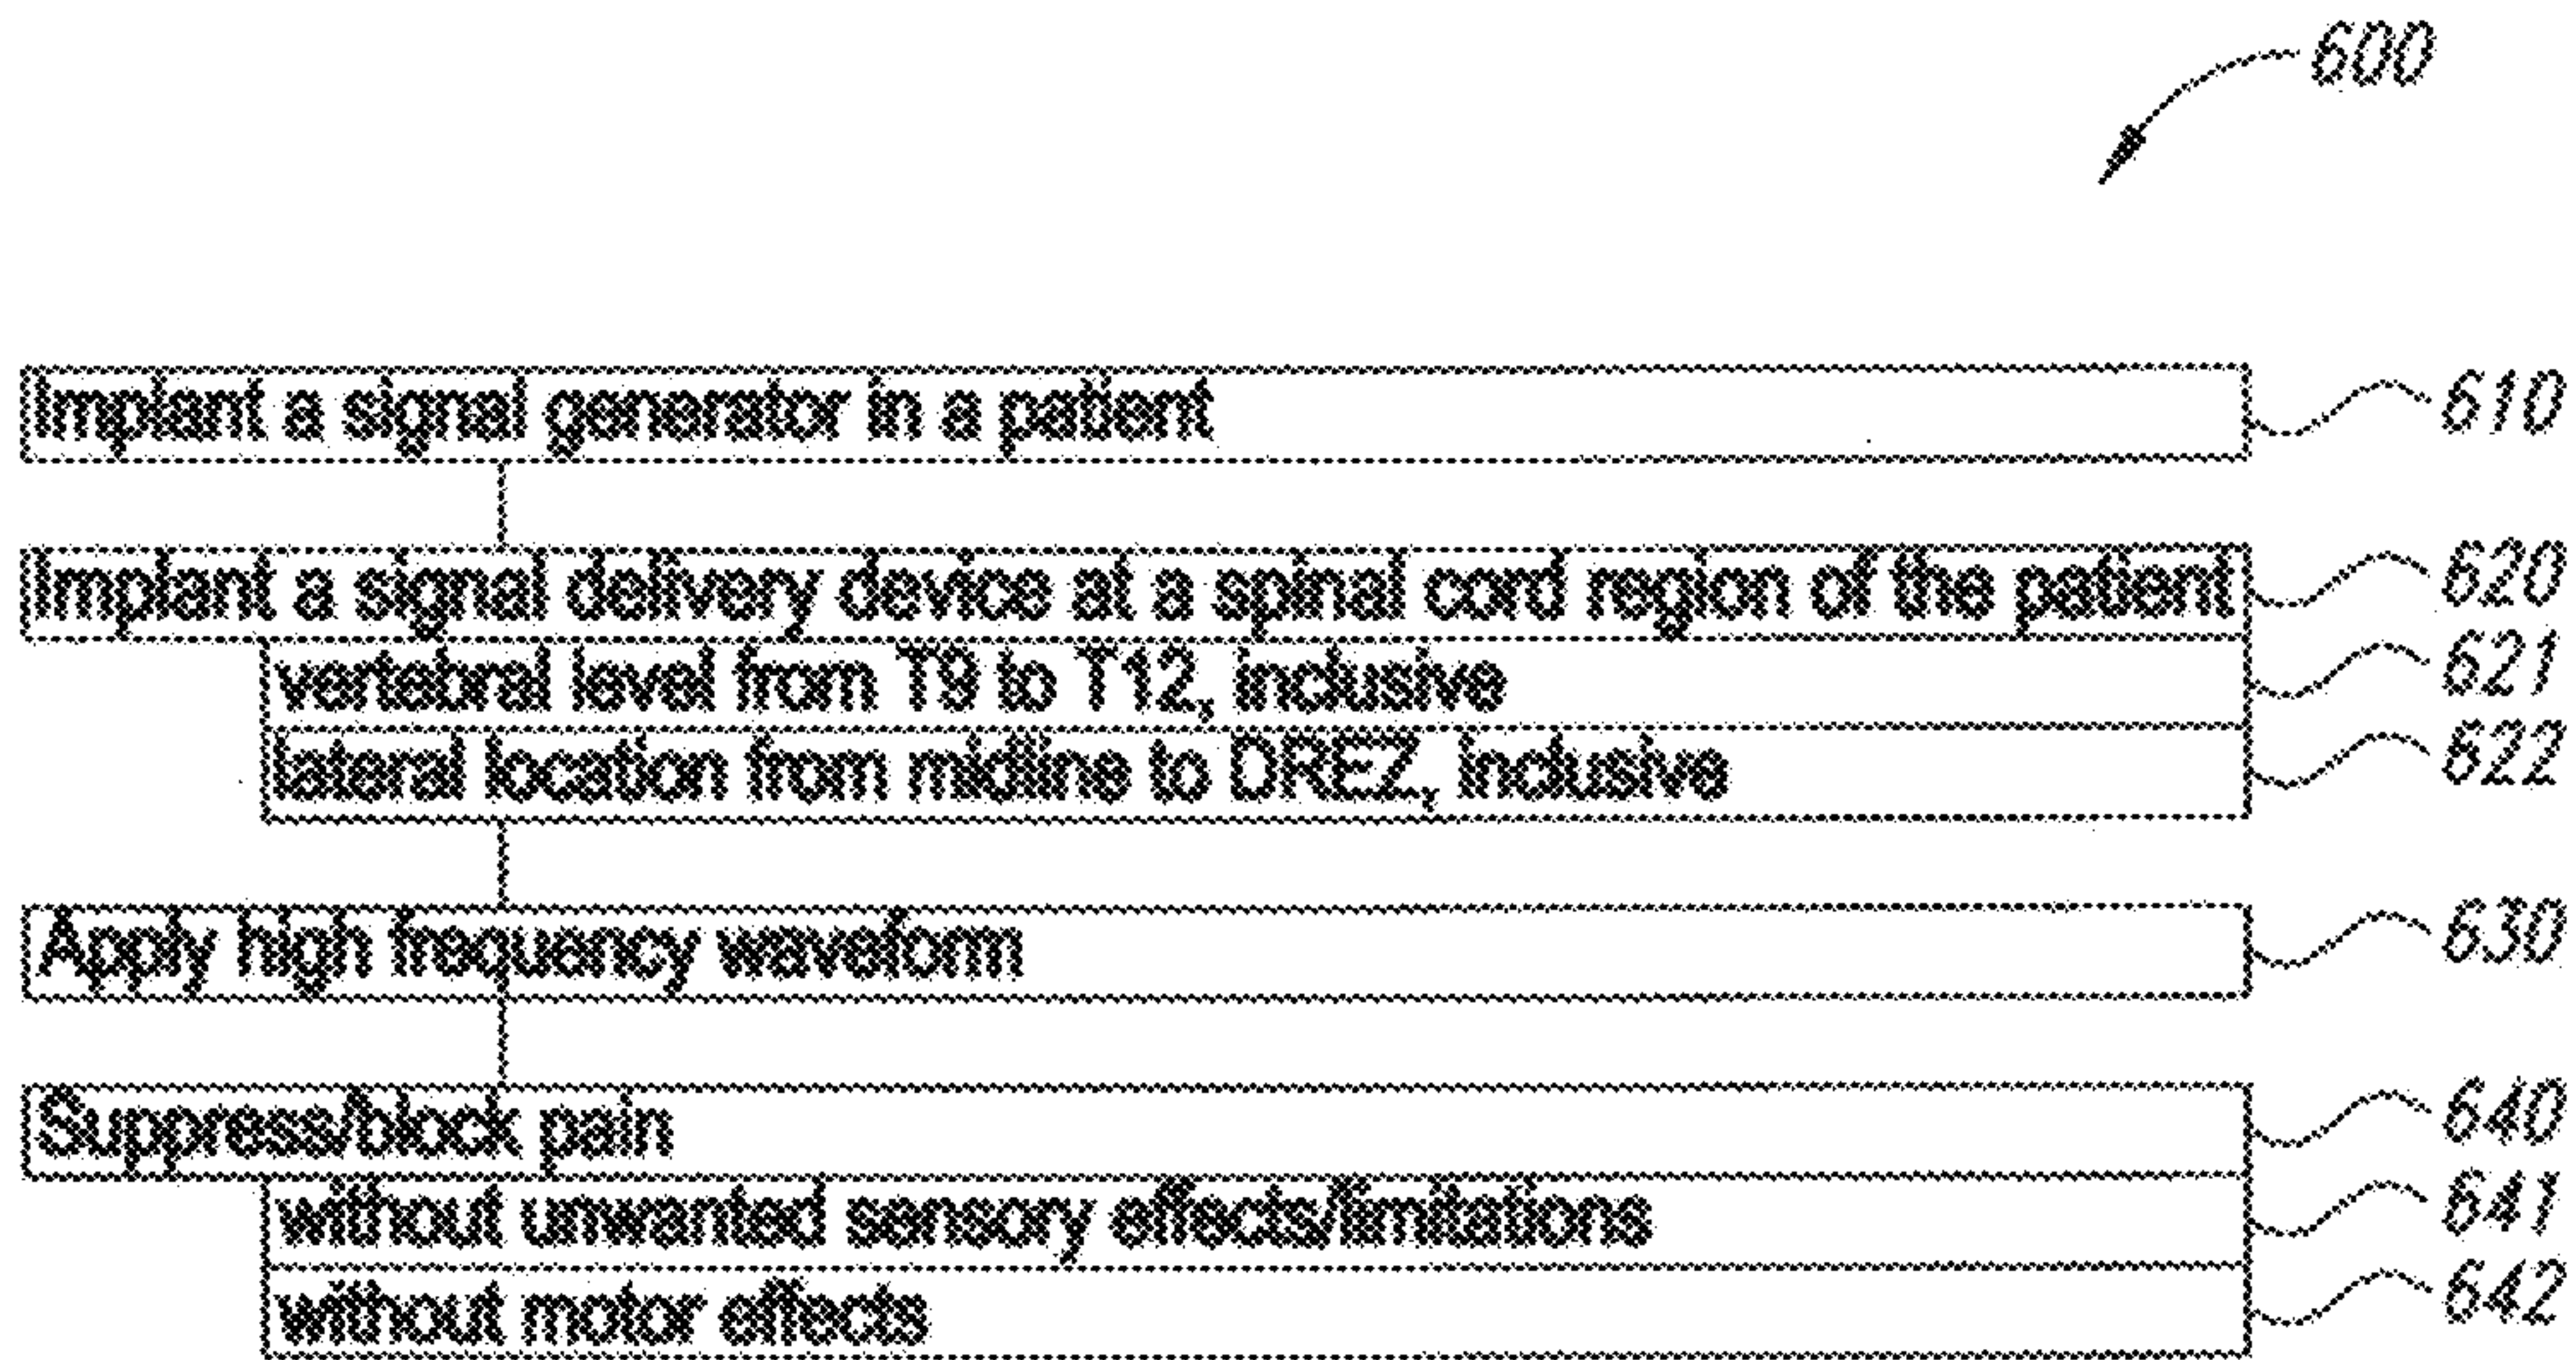 600
Implant a signal generator in a patient 610
Implant a signal delivery device at a spinal cord region of the patient 620
vertebral level from T9 to T12, inclusive 621
lateral location from midline to DREZ, inclusive 622
Apply high frequency waveform 630
Suppress/block pain 640
without unwanted sensory effects/limitations 641
without motor effects 642